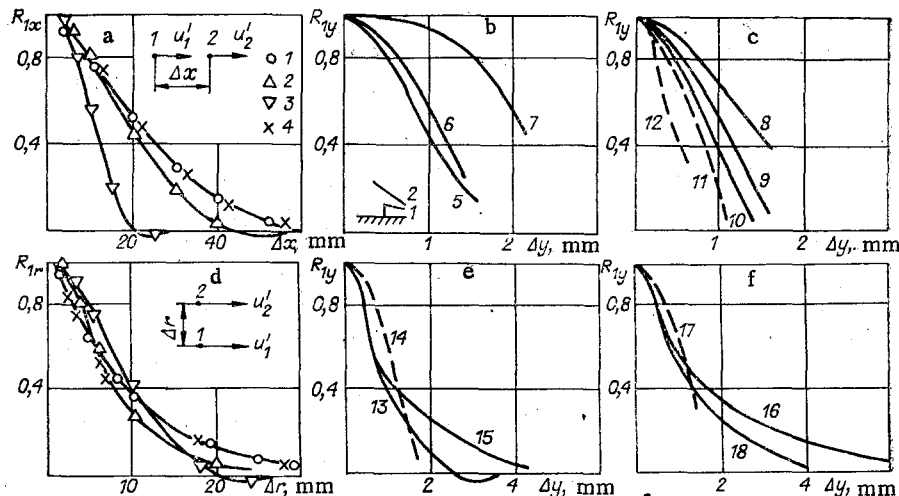 R1x
0,8
0,4
a
1 u'1 2 u'2
Δx
○ 1
△ 2
▽ 3
× 4
20 40 Δx, mm
R1y
b
0,8
0,4
6
5
7
2
1
1 2 Δy, mm
R1y
c
0,8
0,4
12
11
10
9
8
1 Δy, mm
R1r
d
0,8
0,4
2 u'2
Δr
1 u'1
10 20 Δr, mm
R1y
e
0,8
0,4
14
13
15
2 4 Δy, mm
R1y
f
0,8
0,4
17
16
18
2 4 Δy, mm